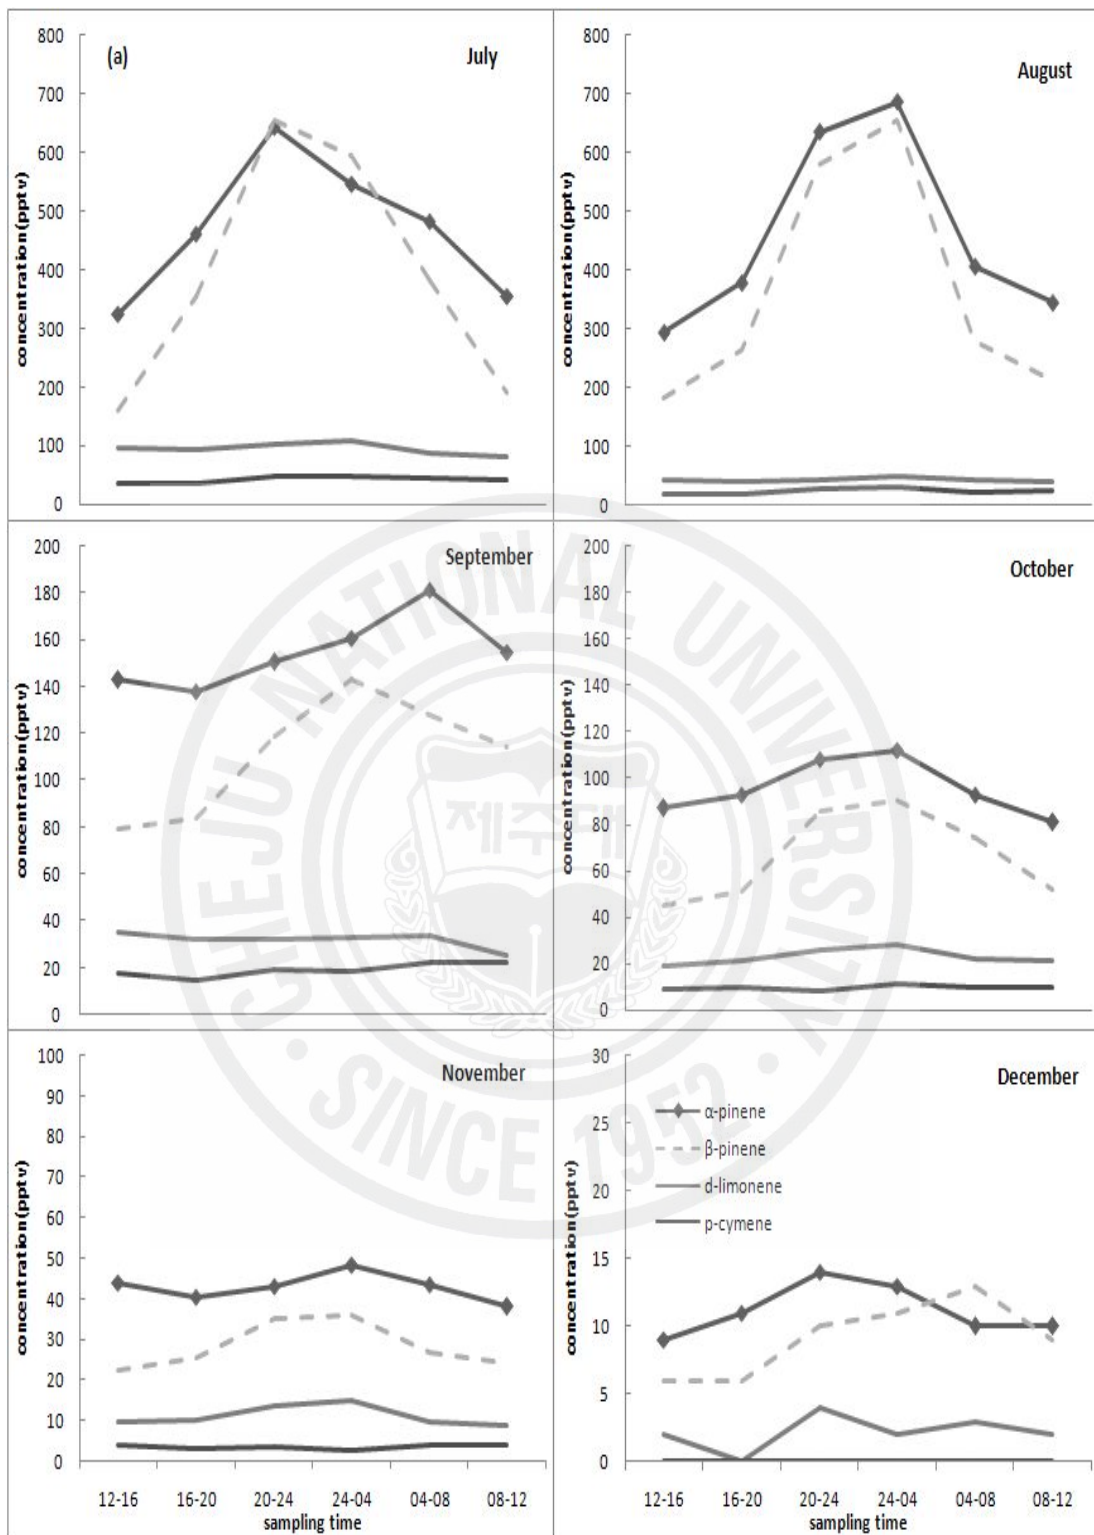 (a)
July
800
700
600
500
400
300
200
100
0
concentration(pptv)
August
800
700
600
500
400
300
200
100
0
concentration(pptv)
September
200
180
160
140
120
100
80
60
40
20
0
concentration(pptv)
October
200
180
160
140
120
100
80
60
40
20
0
concentration(pptv)
November
100
90
80
70
60
50
40
30
20
10
0
concentration(pptv)
12-16 16-20 20-24 24-04 04-08 08-12
sampling time
December
30
25
20
15
10
5
0
concentration(pptv)
α-pinene
β-pinene
d-limonene
p-cymene
12-16 16-20 20-24 24-04 04-08 08-12
sampling time
CHEJU NATIONAL UNIVERSITY
제주대
SINCE 1952